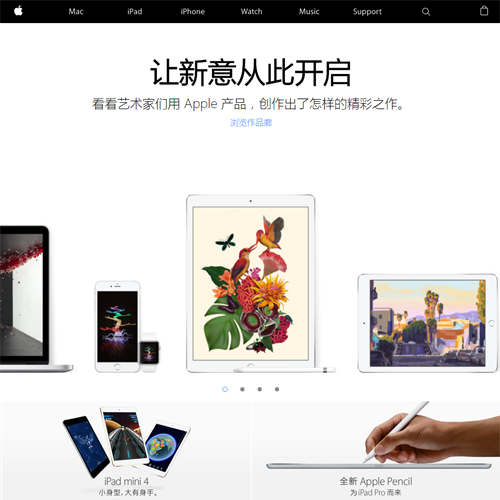 Mac iPad iPhone Watch Music Support
让新意从此开启
看看艺术家们用 Apple 产品，创作出了怎样的精彩之作。
浏览作品廊
iPad mini 4
小身型，大有身手。
全新 Apple Pencil
为 iPad Pro 而来